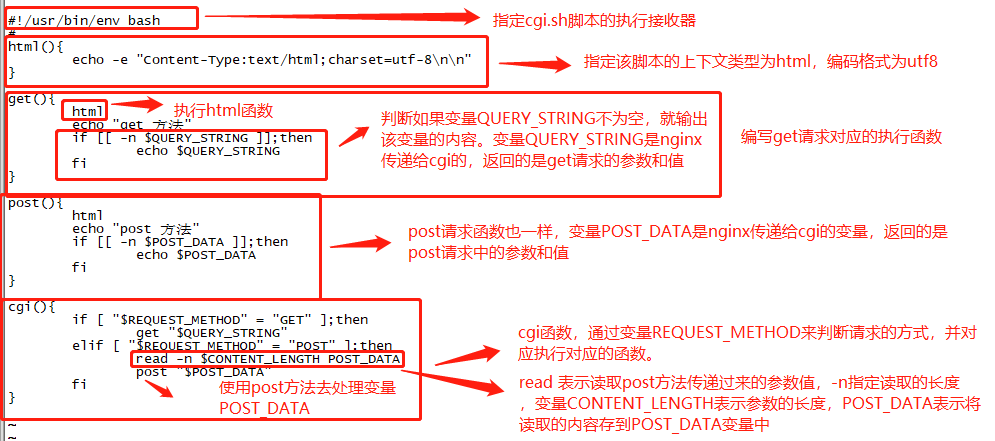 #!/usr/bin/env bash
指定cgi.sh脚本的执行接收器
#
html(){
echo -e "Content-Type:text/html;charset=utf-8\n\n"
指定该脚本的上下文类型为html，编码格式为utf8
}
get(){
html
执行html函数
echo "get 方法"
if [[ -n $QUERY_STRING ]];then
echo $QUERY_STRING
fi
}
判断如果变量QUERY_STRING不为空，就输出
该变量的内容。变量QUERY_STRING是nginx
传递给cgi的，返回的是get请求的参数和值
编写get请求对应的执行函数
post(){
html
echo "post 方法"
if [[ -n $POST_DATA ]];then
echo $POST_DATA
fi
}
post请求函数也一样，变量POST_DATA是nginx传递给cgi的变量，返回的是
post请求中的参数和值
cgi(){
if [ "$REQUEST_METHOD" = "GET" ];then
get "$QUERY_STRING"
elif [ "$REQUEST_METHOD" = "POST" ];then
read -n $CONTENT_LENGTH POST_DATA
post "$POST_DATA"
fi
}
使用post方法去处理变量
POST_DATA
cgi函数，通过变量REQUEST_METHOD来判断请求的方式，并对
应执行对应的函数。
read 表示读取post方法传递过来的参数值，-n指定读取的长度
，变量CONTENT_LENGTH表示参数的长度，POST_DATA表示将
读取的内容存到POST_DATA变量中
~
~